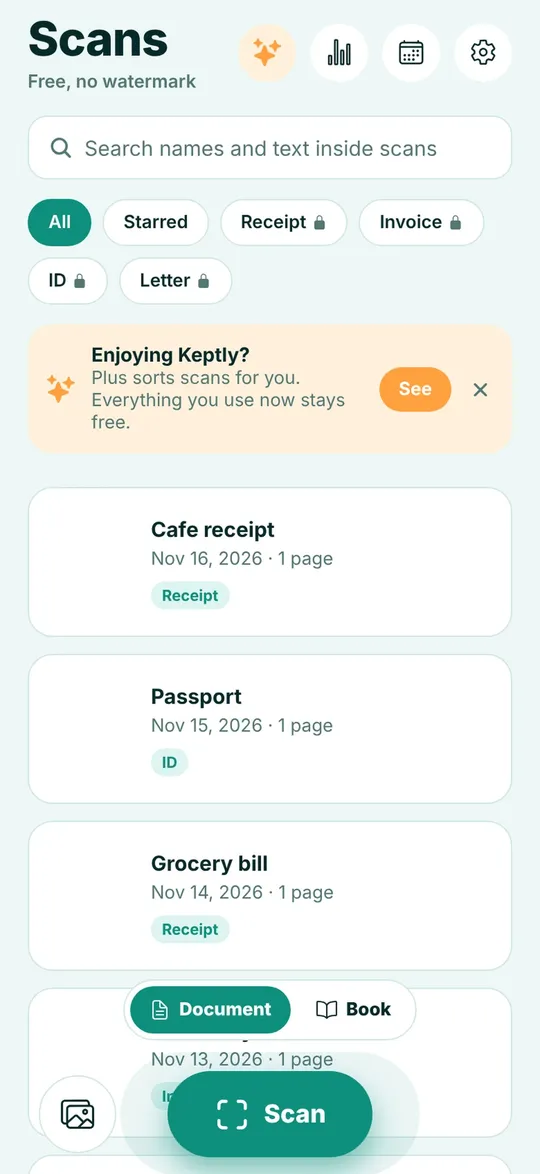 Scans
Free, no watermark
Search names and text inside scans
All
Starred
Receipt
Invoice
ID
Letter
Enjoying Keptly?
Plus sorts scans for you.
Everything you use now stays
free.
See
Cafe receipt
Nov 16, 2026 · 1 page
Receipt
Passport
Nov 15, 2026 · 1 page
ID
Grocery bill
Nov 14, 2026 · 1 page
Receipt
Document
Book
Nov 13, 2026 · 1 page
Scan